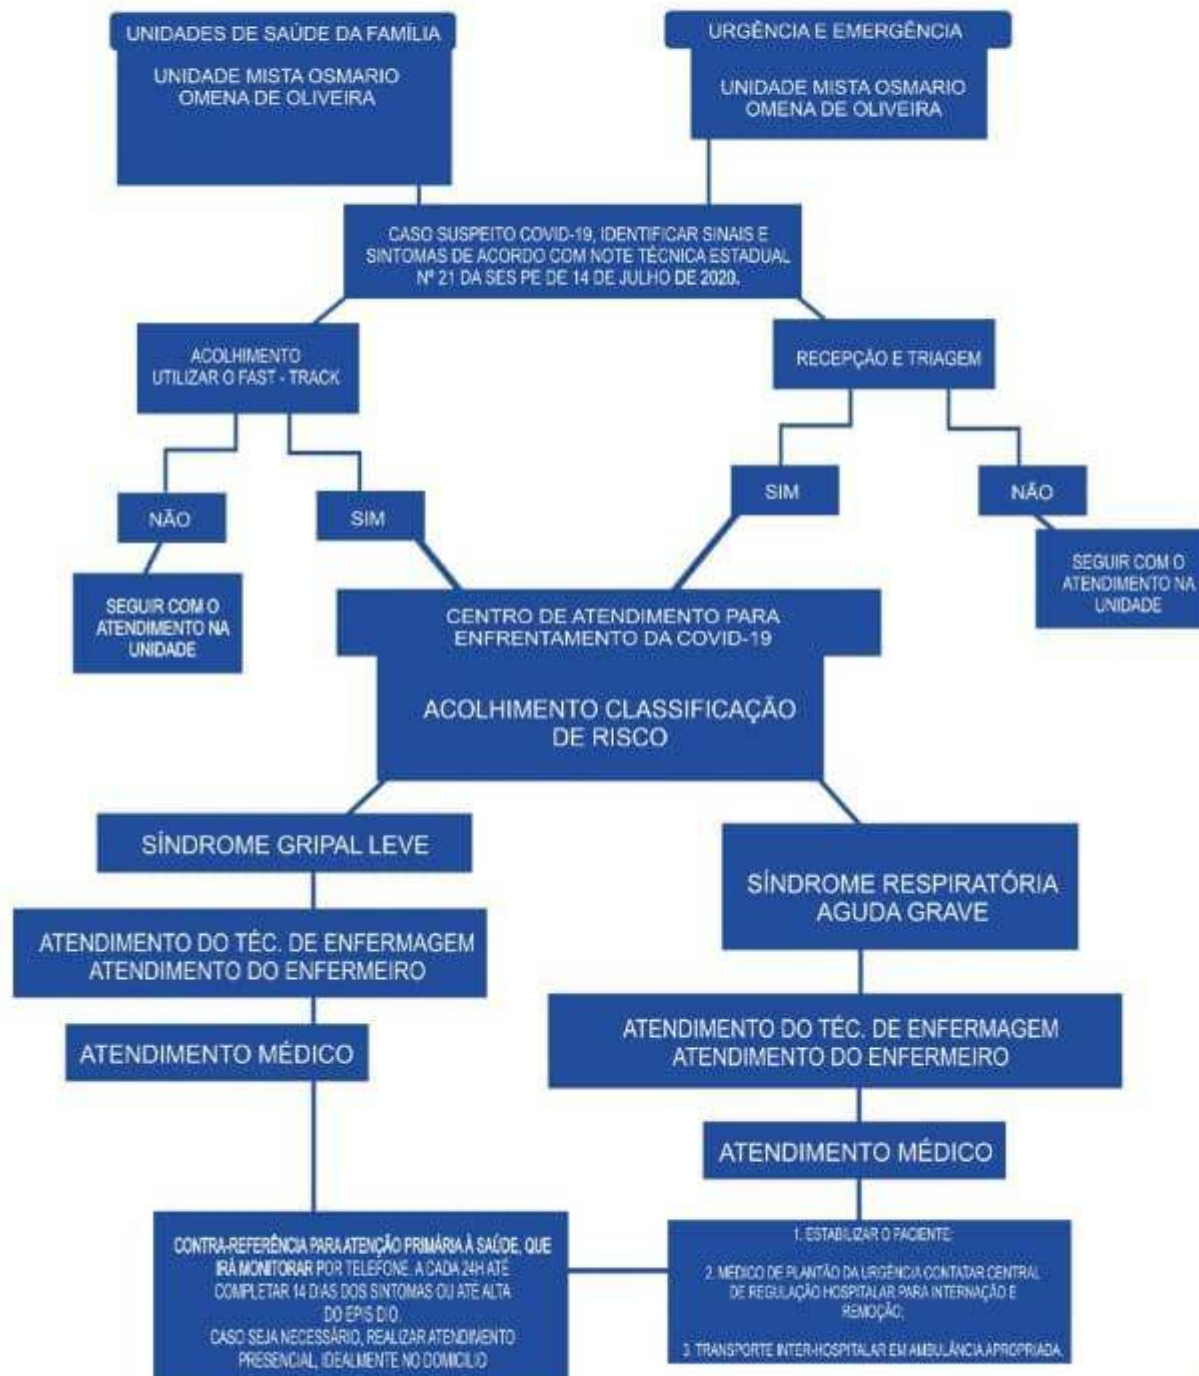 UNIDADES DE SAÚDE DA FAMÍLIA
UNIDADE MISTA OSMARIO
OMENA DE OLIVEIRA
URGÊNCIA E EMERGÊNCIA
UNIDADE MISTA OSMARIO
OMENA DE OLIVEIRA
CASO SUSPEITO COVID-19, IDENTIFICAR SINAIS E
SINTOMAS DE ACORDO COM NOTE TÉCNICA ESTADUAL
Nº 21 DA SES PE DE 14 DE JULHO DE 2020.
ACOLHIMENTO
UTILIZAR O FAST - TRACK
RECEPÇÃO E TRIAGEM
NÃO
SIM
SIM
NÃO
SEGUIR COM O
ATENDIMENTO NA
UNIDADE
SEGUIR COM O
ATENDIMENTO NA
UNIDADE
CENTRO DE ATENDIMENTO PARA
ENFRENTAMENTO DA COVID-19
ACOLHIMENTO CLASSIFICAÇÃO
DE RISCO
SÍNDROME GRIPAL LEVE
ATENDIMENTO DO TÉC. DE ENFERMAGEM
ATENDIMENTO DO ENFERMEIRO
ATENDIMENTO MÉDICO
SÍNDROME RESPIRATÓRIA
AGUDA GRAVE
ATENDIMENTO DO TÉC. DE ENFERMAGEM
ATENDIMENTO DO ENFERMEIRO
ATENDIMENTO MÉDICO
CONTRA-REFERÊNCIA PARA ATENÇÃO PRIMÁRIA À SAÚDE, QUE
IRÁ MONITORAR POR TELEFONE. A CADA 24H ATÉ
COMPLETAR 14 DIAS DOS SINTOMAS OU ATÉ ALTA
DO EPIS DIO.
CASO SEJA NECESSÁRIO, REALIZAR ATENDIMENTO
PRESENCIAL, IDEALMENTE NO DOMICILIO
1. ESTABILIZAR O PACIENTE;
2. MÉDICO DE PLANTÃO DA URGÊNCIA CONTATAR CENTRAL
DE REGULAÇÃO HOSPITALAR PARA INTERNAÇÃO E
REMOÇÃO;
3. TRANSPORTE INTER-HOSPITALAR EM AMBULÂNCIA APROPRIADA.